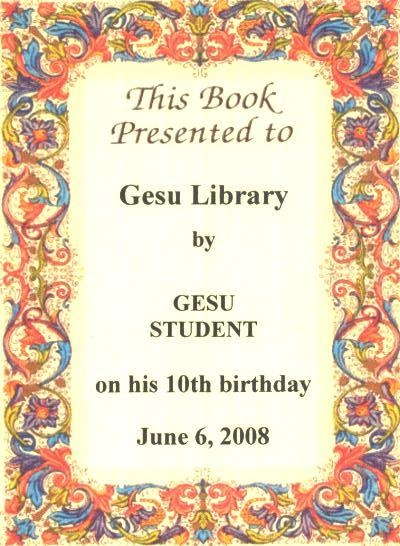 This Book
Presented to
Gesu Library
by
GESU
STUDENT
on his 10th birthday
June 6, 2008